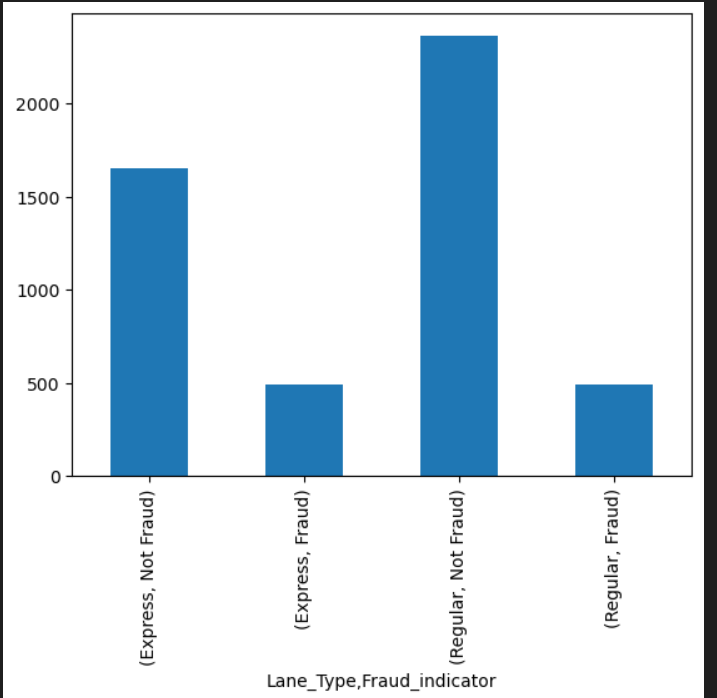 2000
1500
1000
500
0
(Express, Not Fraud)
(Express, Fraud)
(Regular, Not Fraud)
(Regular, Fraud)
Lane_Type,Fraud_indicator